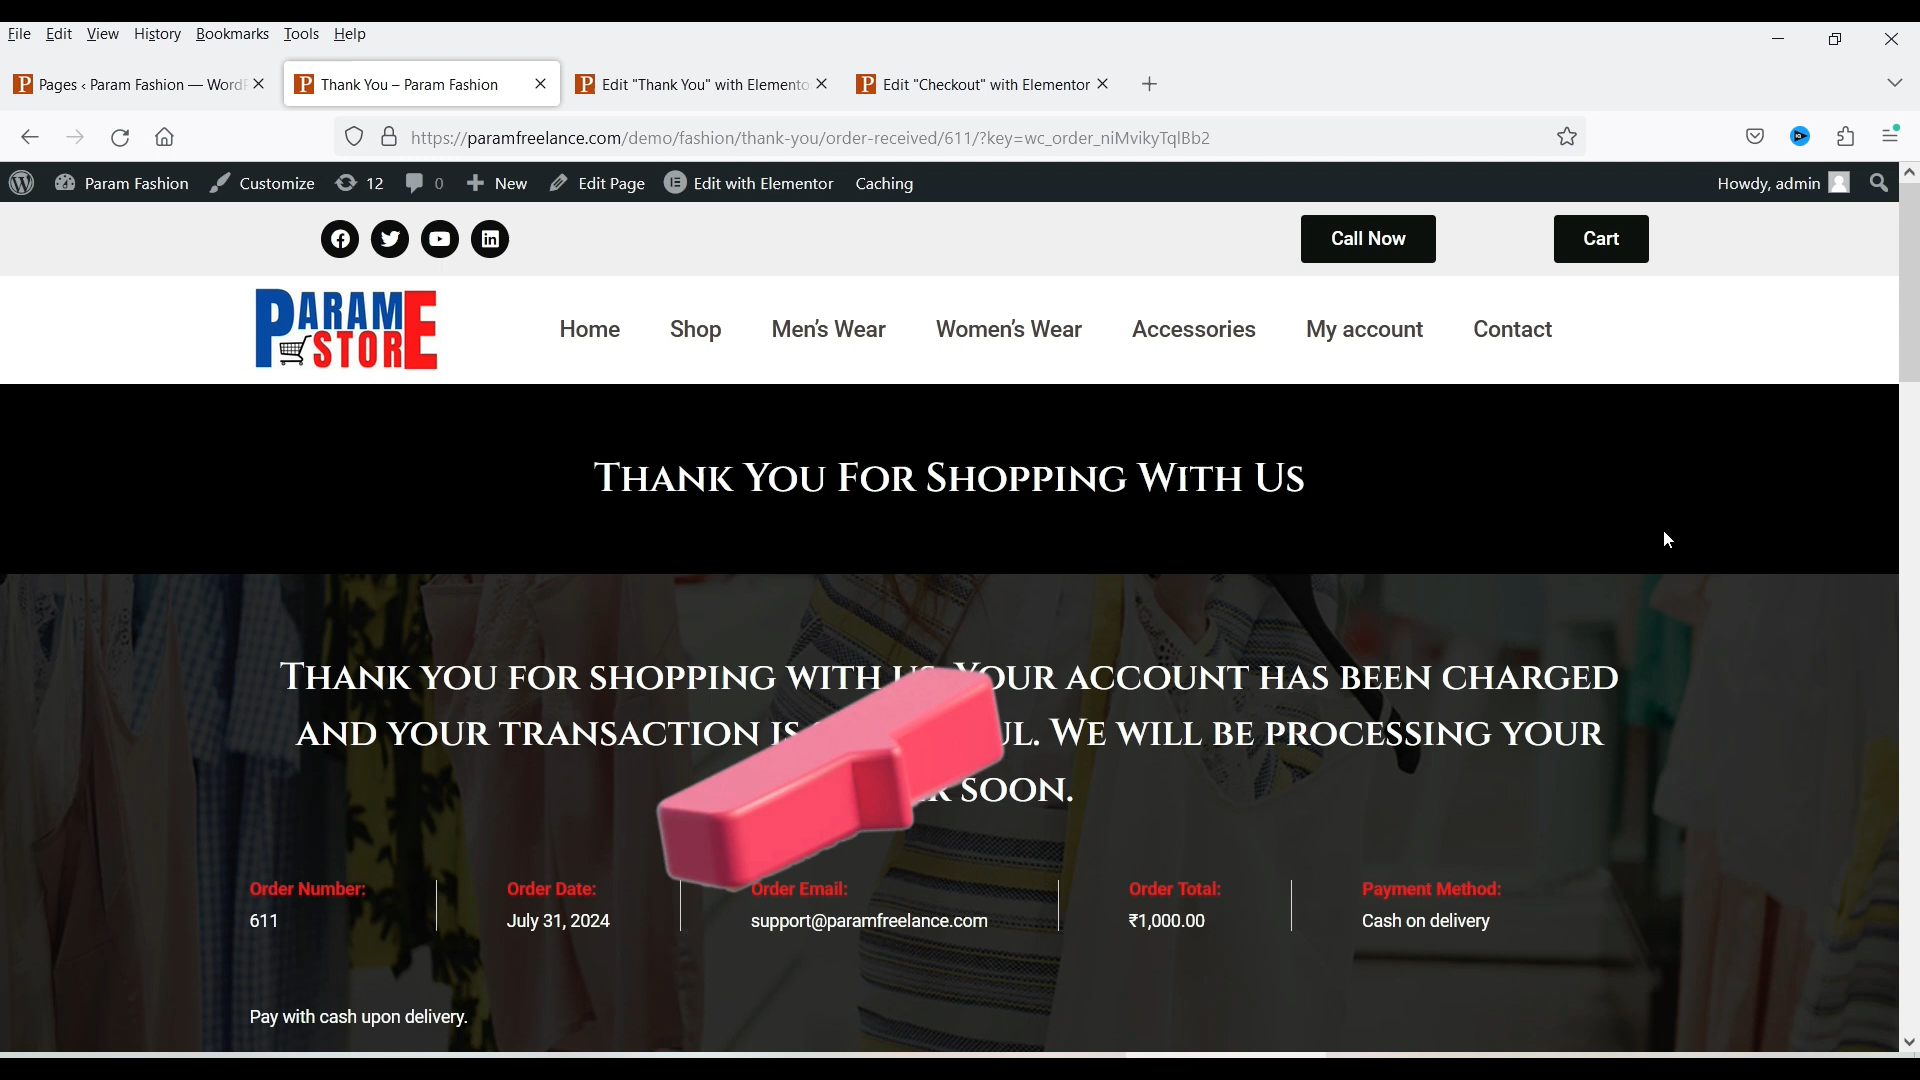 File Edit View History Bookmarks Tools Help
Pages ‹ Param Fashion — Word
Thank You – Param Fashion
Edit "Thank You" with Elemento
Edit "Checkout" with Elementor
https://paramfreelance.com/demo/fashion/thank-you/order-received/611/?key=wc_order_niMvikyTqlBb2
Param Fashion Customize 12 0 New Edit Page Edit with Elementor Caching Howdy, admin
Call Now Cart
PARAM E STORE
Home Shop Men's Wear Women's Wear Accessories My account Contact
Thank You For Shopping With Us
Thank you for shopping with us. Your account has been charged
and your transaction is We will be processing your
soon.
Order Number: Order Date: Order Email: Order Total: Payment Method:
611 July 31, 2024 support@paramfreelance.com ₹1,000.00 Cash on delivery
Pay with cash upon delivery.